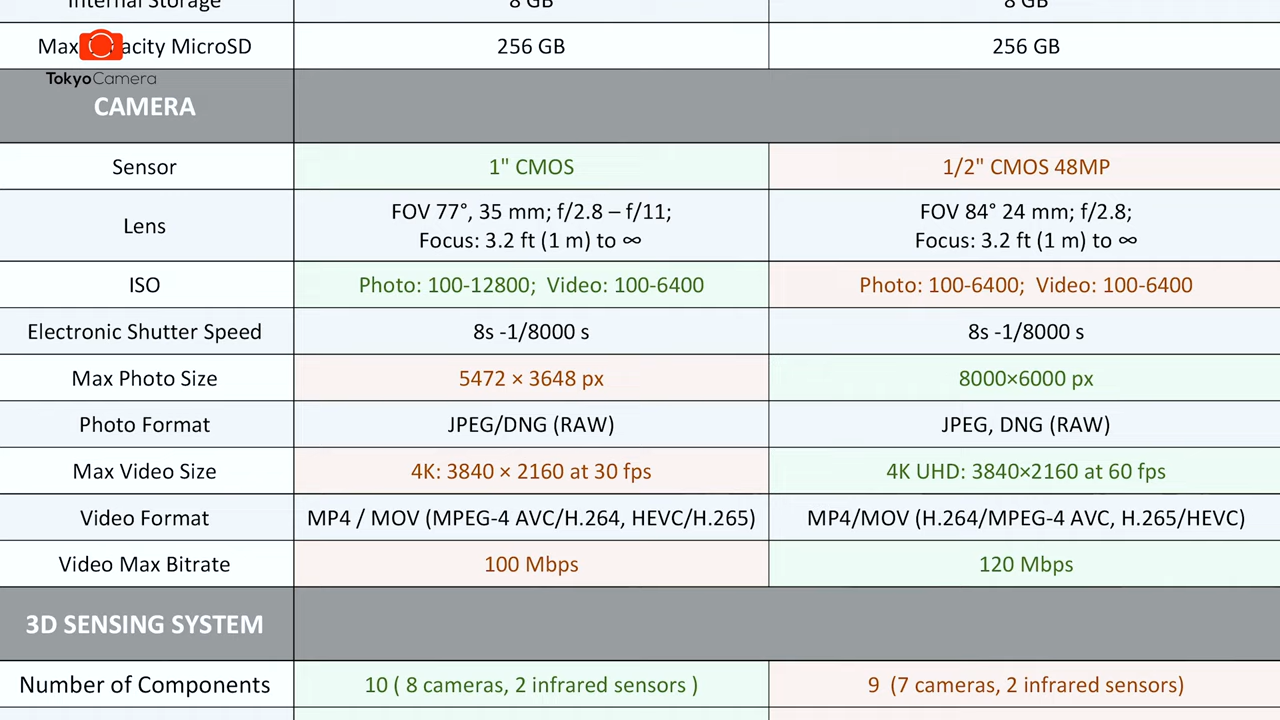 Internal Storage 8 GB 8 GB
Max Capacity MicroSD 256 GB 256 GB
TokyoCamera
CAMERA
Sensor 1" CMOS 1/2" CMOS 48MP
Lens FOV 77°, 35 mm; f/2.8 – f/11; FOV 84° 24 mm; f/2.8;
Focus: 3.2 ft (1 m) to ∞ Focus: 3.2 ft (1 m) to ∞
ISO Photo: 100-12800; Video: 100-6400 Photo: 100-6400; Video: 100-6400
Electronic Shutter Speed 8s -1/8000 s 8s -1/8000 s
Max Photo Size 5472 × 3648 px 8000×6000 px
Photo Format JPEG/DNG (RAW) JPEG, DNG (RAW)
Max Video Size 4K: 3840 × 2160 at 30 fps 4K UHD: 3840×2160 at 60 fps
Video Format MP4 / MOV (MPEG-4 AVC/H.264, HEVC/H.265) MP4/MOV (H.264/MPEG-4 AVC, H.265/HEVC)
Video Max Bitrate 100 Mbps 120 Mbps
3D SENSING SYSTEM
Number of Components 10 ( 8 cameras, 2 infrared sensors ) 9 (7 cameras, 2 infrared sensors)